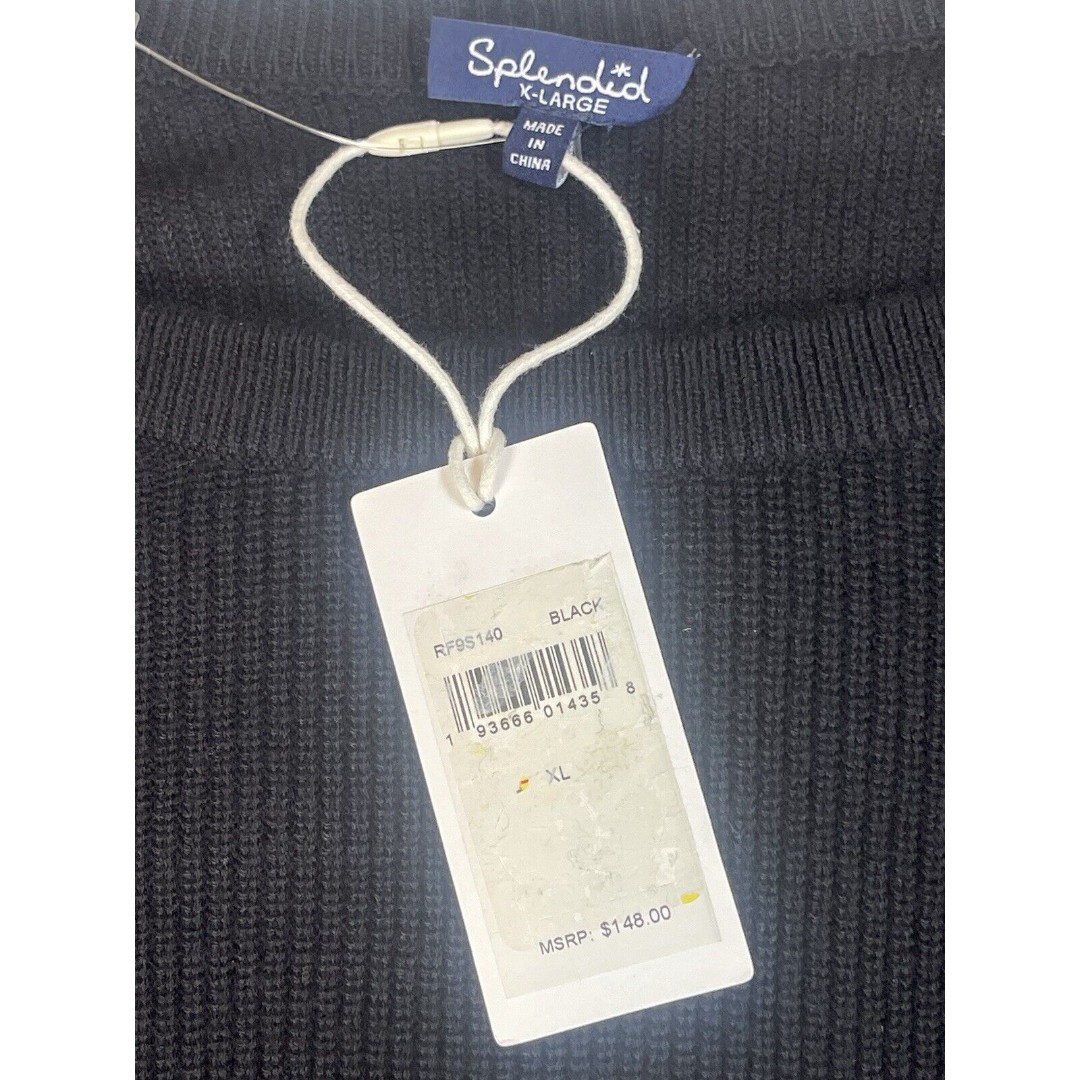 Splendid
X-LARGE
MADE
IN
CHINA
RF9S140 BLACK
1 93666 01435 8
XL
MSRP: $148.00